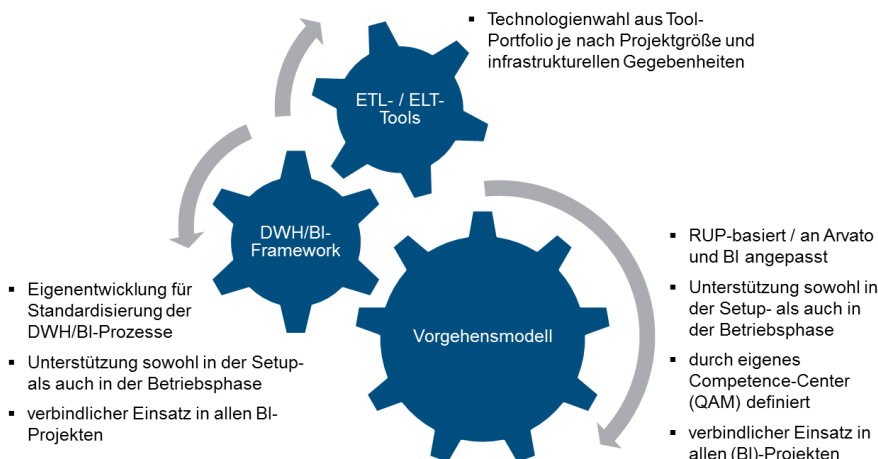 ▪ Technologienwahl aus Tool-
Portfolio je nach Projektgröße und
infrastrukturellen Gegebenheiten
ETL- / ELT-
Tools
DWH/BI-
Framework
▪ Eigenentwicklung für
Standardisierung der
DWH/BI-Prozesse
▪ Unterstützung sowohl in der Setup-
als auch in der Betriebsphase
▪ verbindlicher Einsatz in allen BI-
Projekten
Vorgehensmodell
▪ RUP-basiert / an Arvato
und BI angepasst
▪ Unterstützung sowohl in
der Setup- als auch in
der Betriebsphase
▪ durch eigenes
Competence-Center
(QAM) definiert
▪ verbindlicher Einsatz in
allen (BI)-Projekten